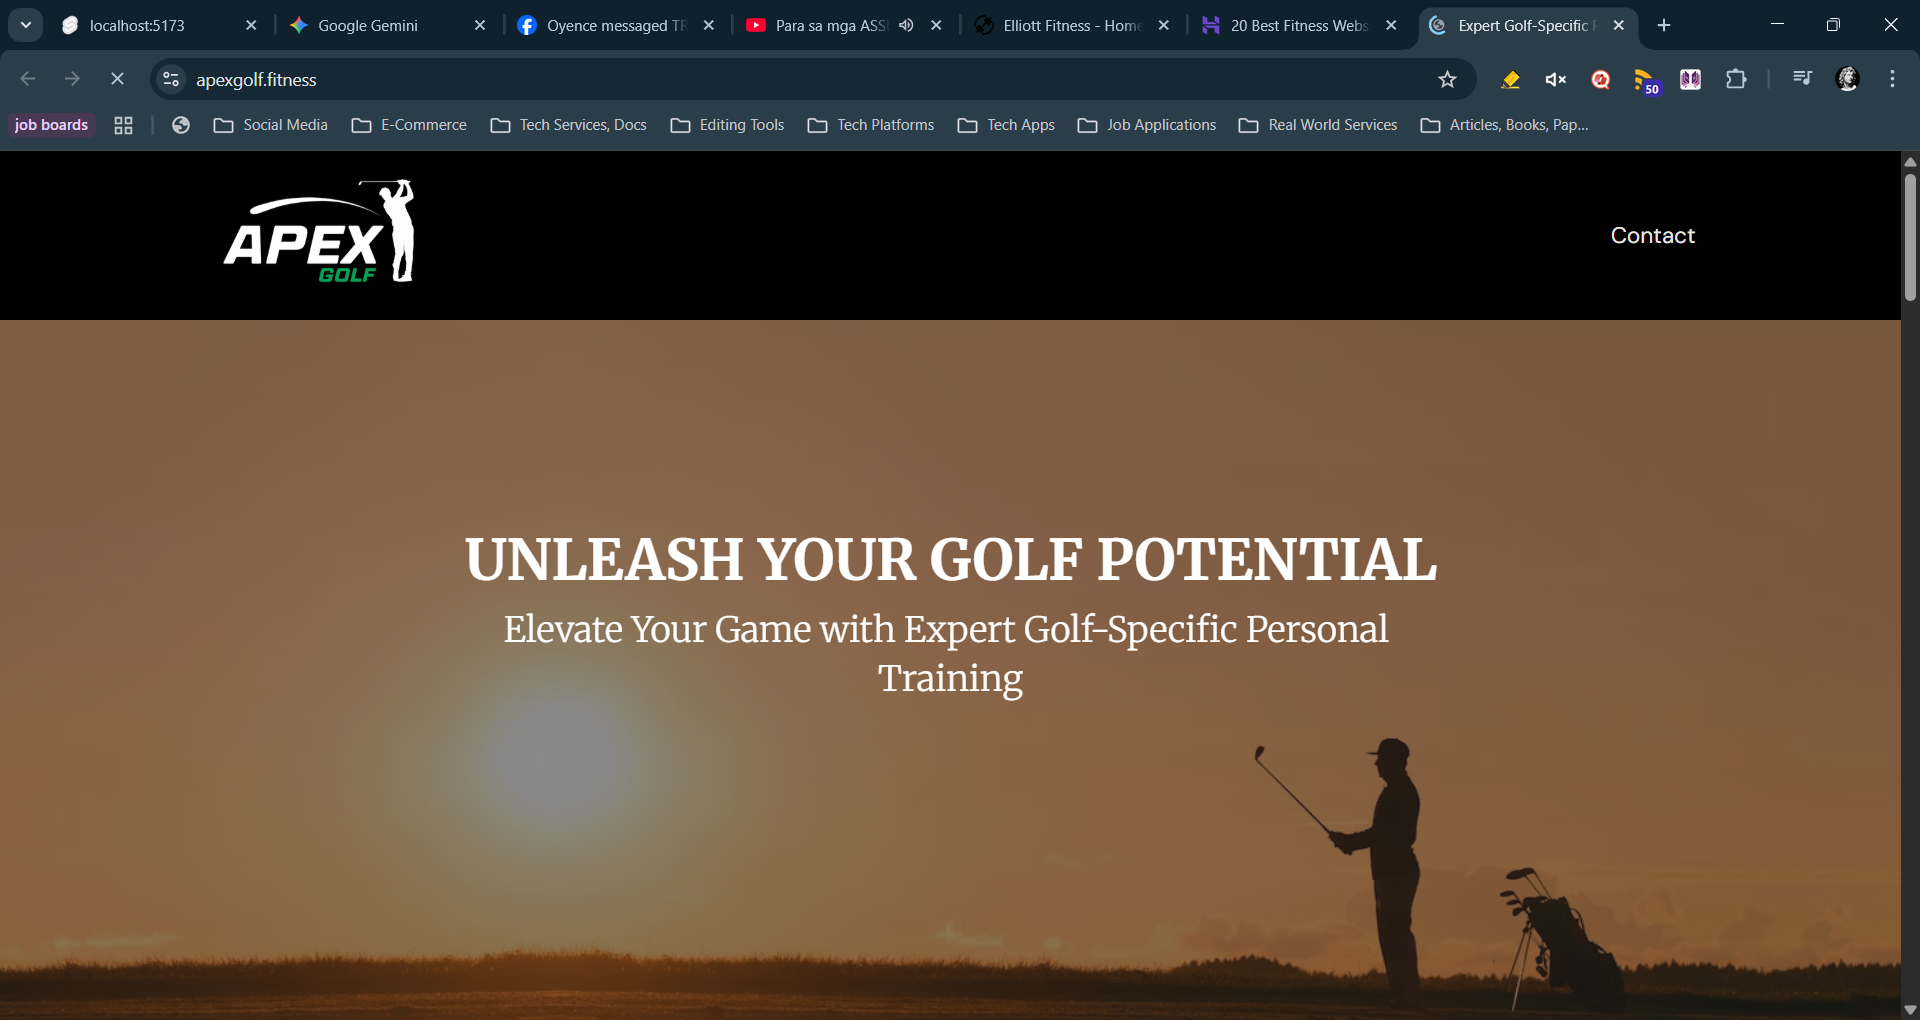 localhost:5173
Google Gemini
Oyence messaged TR
Para sa mga ASS
Elliott Fitness - Home
20 Best Fitness Webs
Expert Golf-Specific
apexgolf.fitness
50
job boards
Social Media
E-Commerce
Tech Services, Docs
Editing Tools
Tech Platforms
Tech Apps
Job Applications
Real World Services
Articles, Books, Pap...
APEX
GOLF
Contact
UNLEASH YOUR GOLF POTENTIAL
Elevate Your Game with Expert Golf-Specific Personal
Training